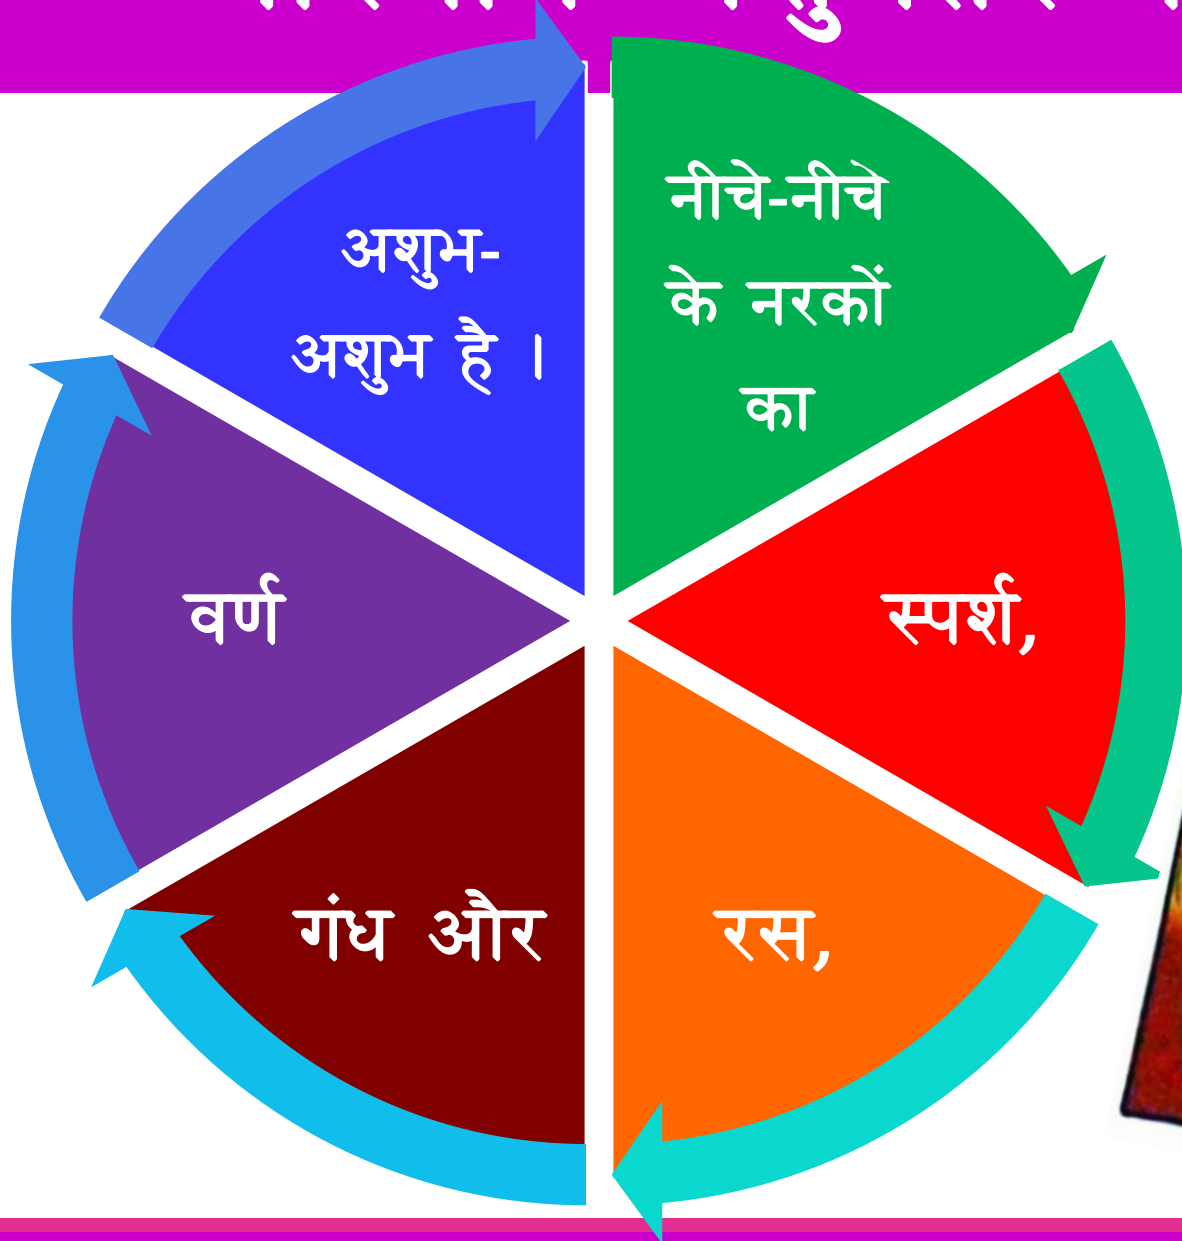 नीचे-नीचे
के नरकों
का
स्पर्श,
रस,
गंध और
वर्ण
अशुभ-
अशुभ है ।